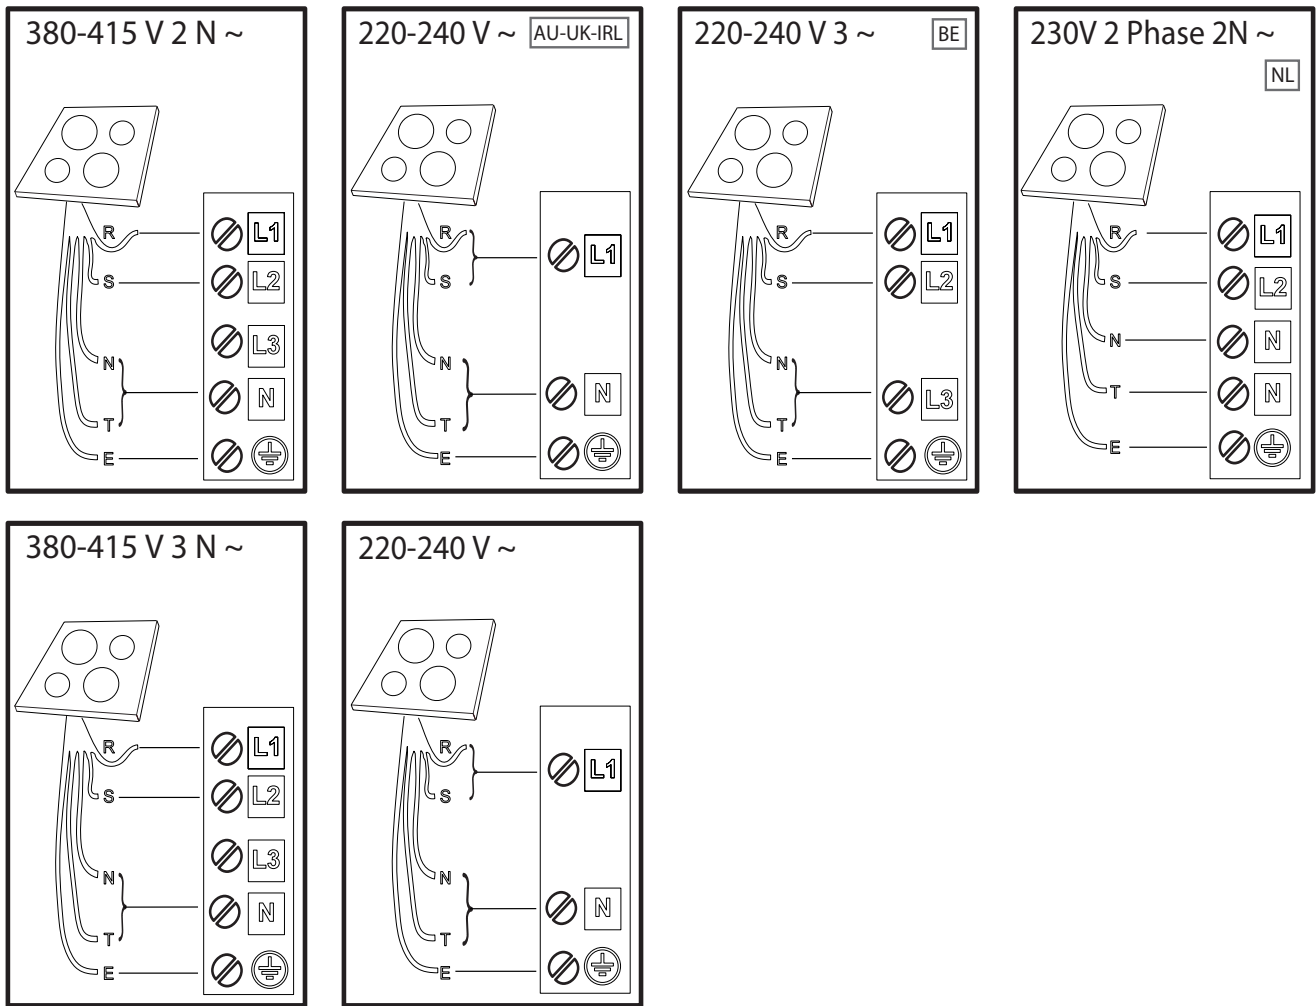 380-415 V 2 N ~
R L1
S L2
L3
N
N
T
E
220-240 V ~ AU-UK-IRL
R
L1
S
N
N
T
E
220-240 V 3 ~ BE
R L1
S L2
N
L3
T
E
230V 2 Phase 2N ~
NL
R L1
S L2
N N
T N
E
380-415 V 3 N ~
R L1
S L2
L3
N
N
T
E
220-240 V ~
R
L1
S
N
N
T
E